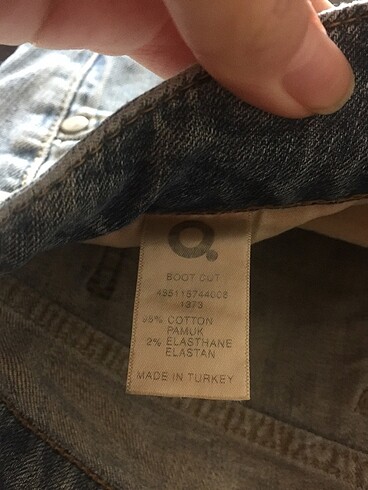 Q.
BOOT CUT
1373
98% COTTON
PAMUK
2% ELASTHANE
ELASTAN
MADE IN TURKEY